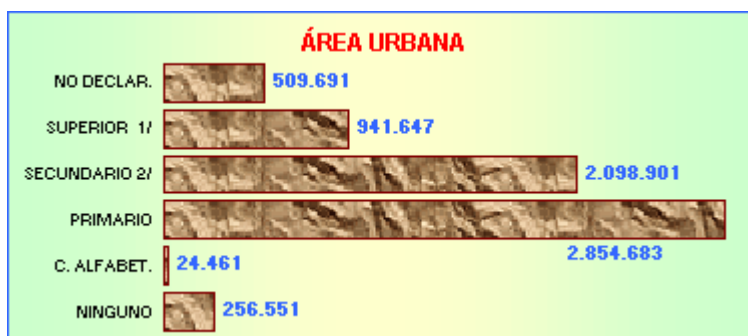 ÁREA URBANA
NO DECLAR. 509.691
SUPERIOR 1/ 941.647
SECUNDARIO 2/ 2.098.901
PRIMARIO
2.854.683
C. ALFABET. 24.461
NINGUNO 256.551